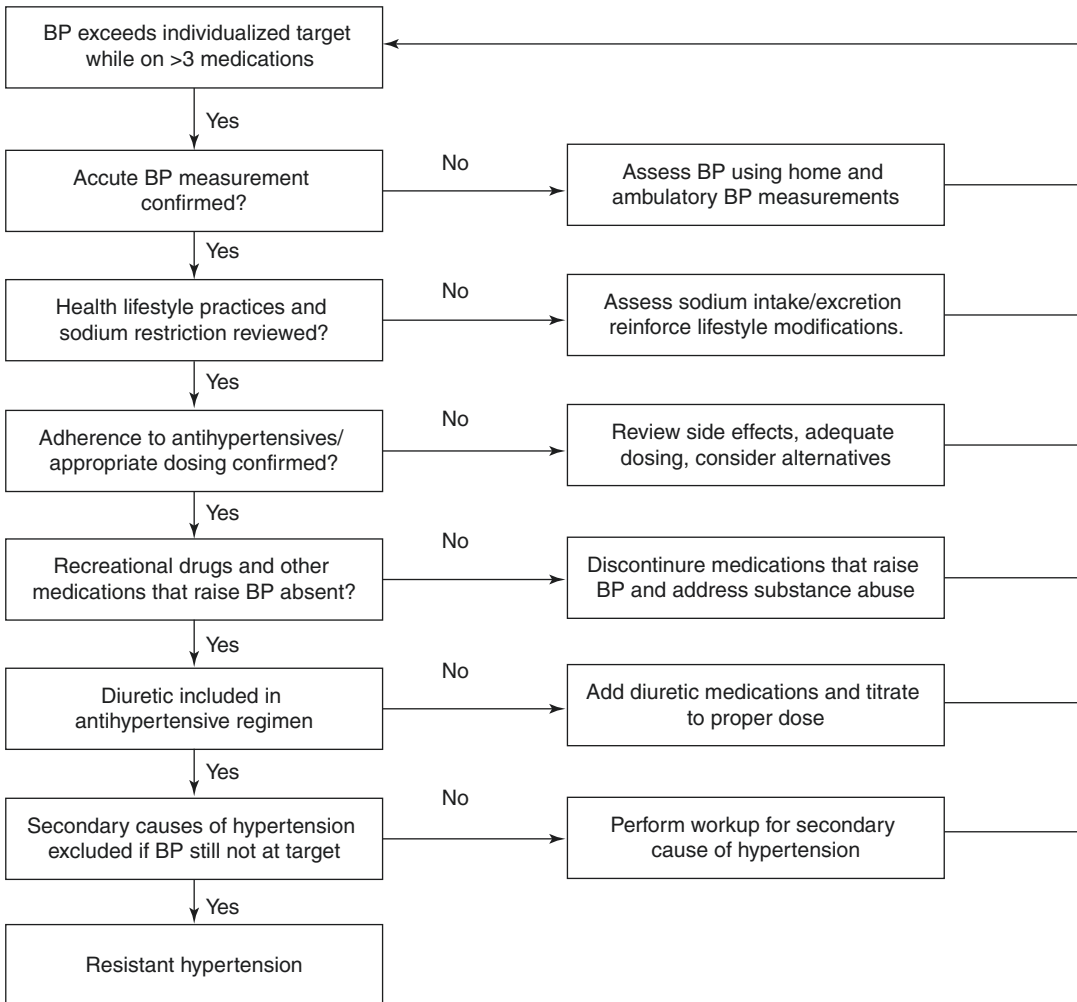 BP exceeds individualized target
while on >3 medications
Yes
Accute BP measurement
confirmed?
No
Assess BP using home and
ambulatory BP measurements
Yes
Health lifestyle practices and
sodium restriction reviewed?
No
Assess sodium intake/excretion
reinforce lifestyle modifications.
Yes
Adherence to antihypertensives/
appropriate dosing confirmed?
No
Review side effects, adequate
dosing, consider alternatives
Yes
Recreational drugs and other
medications that raise BP absent?
No
Discontinure medications that raise
BP and address substance abuse
Yes
Diuretic included in
antihypertensive regimen
No
Add diuretic medications and titrate
to proper dose
Yes
Secondary causes of hypertension
excluded if BP still not at target
No
Perform workup for secondary
cause of hypertension
Yes
Resistant hypertension